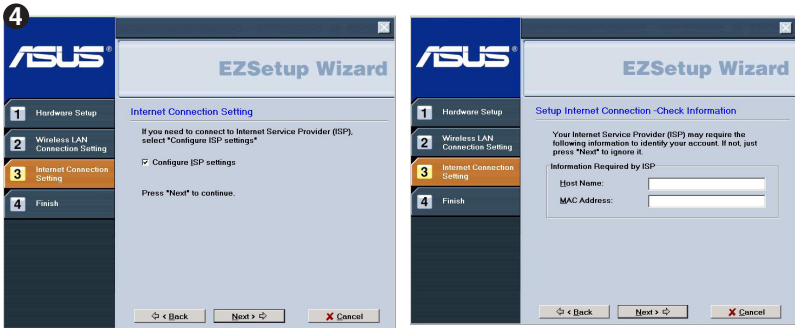 4
ASUS®
EZSetup Wizard
1 Hardware Setup
2 Wireless LAN
Connection Setting
3 Internet Connection
Setting
4 Finish
Internet Connection Setting
If you need to connect to Internet Service Provider (ISP),
select "Configure ISP settings"
Configure ISP settings
Press "Next" to continue.
< Back
Next >
Cancel
ASUS®
EZSetup Wizard
1 Hardware Setup
2 Wireless LAN
Connection Setting
3 Internet Connection
Setting
4 Finish
Setup Internet Connection -Check Information
Your Internet Service Provider (ISP) may require the
following information to identify your account. If not, just
press "Next" to ignore it.
Information Required by ISP
Host Name:
MAC Address:
< Back
Next >
Cancel